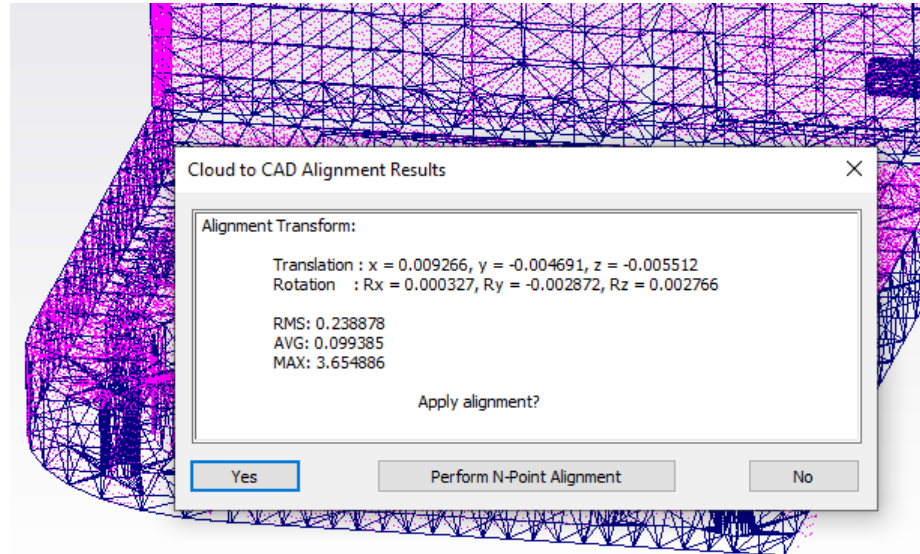 Cloud to CAD Alignment Results
Alignment Transform:
Translation : x = 0.009266, y = -0.004691, z = -0.005512
Rotation : Rx = 0.000327, Ry = -0.002872, Rz = 0.002766
RMS: 0.238878
AVG: 0.099385
MAX: 3.654886
Apply alignment?
Yes
Perform N-Point Alignment
No